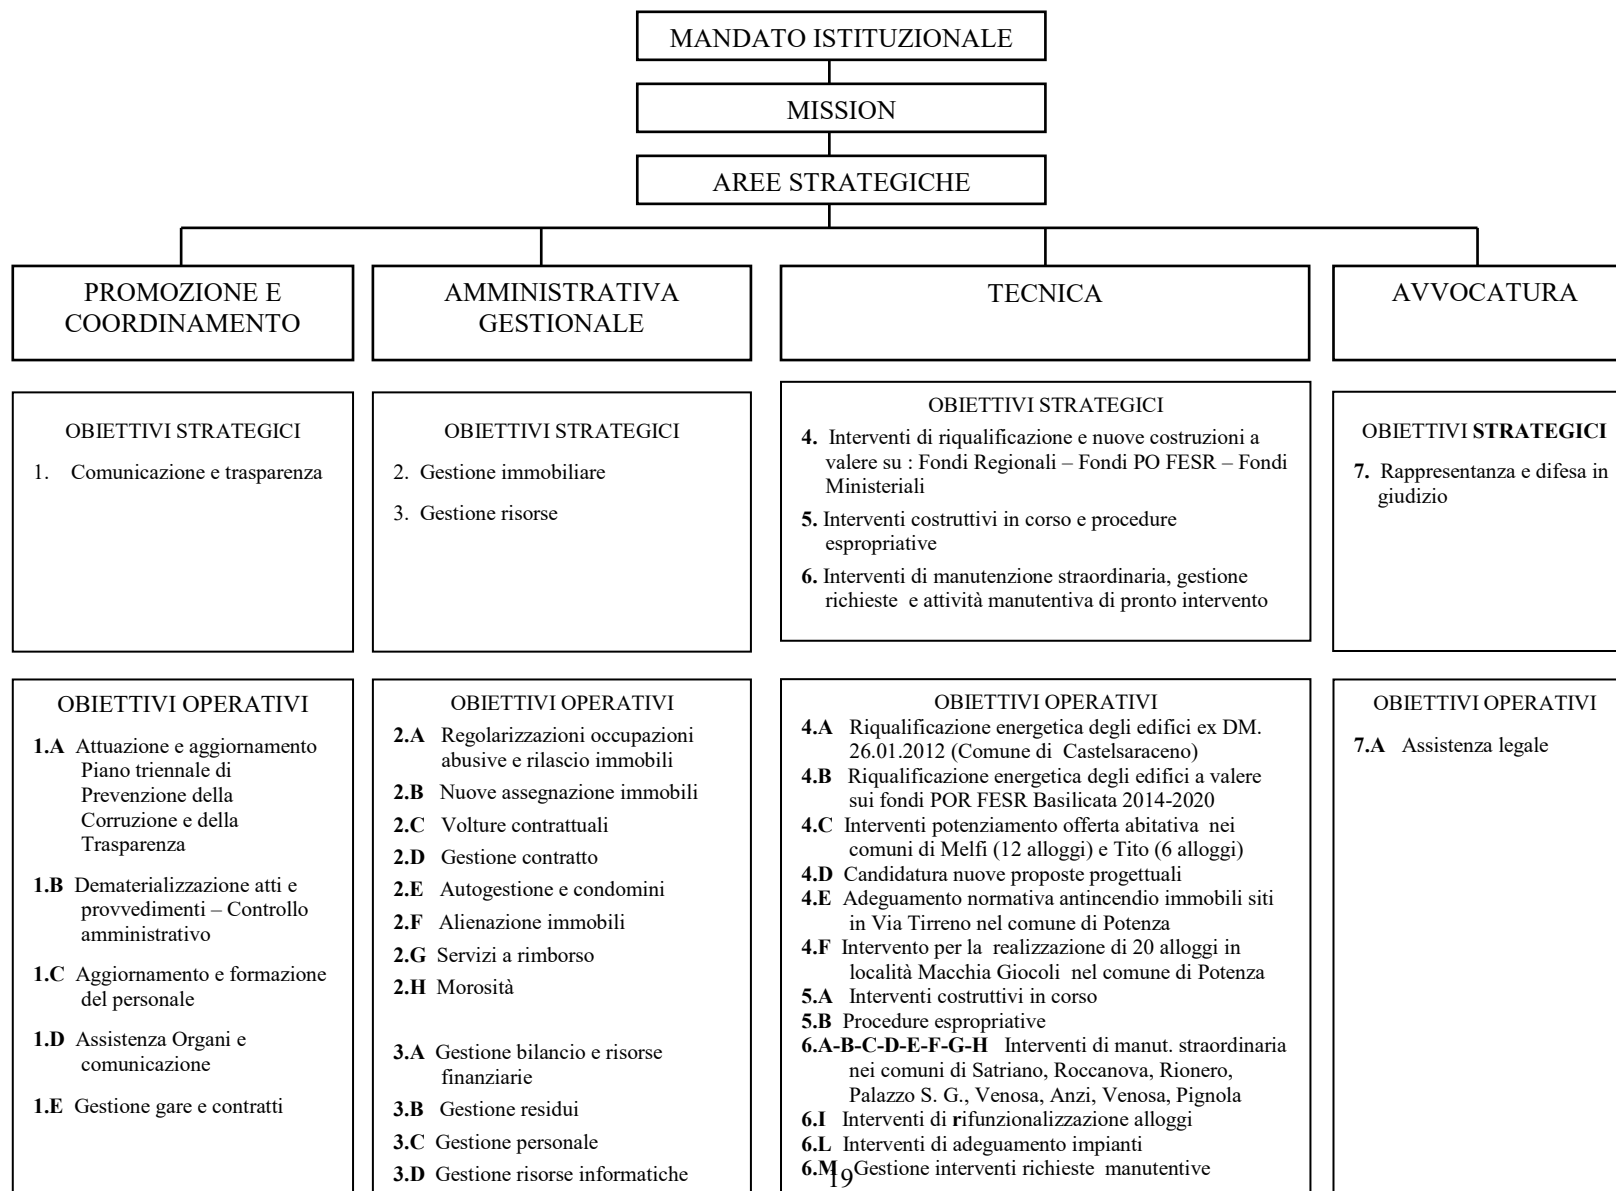 MANDATO ISTITUZIONALE
MISSION
AREE STRATEGICHE
PROMOZIONE E
COORDINAMENTO
AMMINISTRATIVA
GESTIONALE
TECNICA
AVVOCATURA
OBIETTIVI STRATEGICI
1. Comunicazione e trasparenza
OBIETTIVI STRATEGICI
2. Gestione immobiliare
3. Gestione risorse
OBIETTIVI STRATEGICI
4. Interventi di riqualificazione e nuove costruzioni a
valere su : Fondi Regionali – Fondi PO FESR – Fondi
Ministeriali
5. Interventi costruttivi in corso e procedure
espropriative
6. Interventi di manutenzione straordinaria, gestione
richieste e attività manutentiva di pronto intervento
OBIETTIVI STRATEGICI
7. Rappresentanza e difesa in
giudizio
OBIETTIVI OPERATIVI
1.A Attuazione e aggiornamento
Piano triennale di
Prevenzione della
Corruzione e della
Trasparenza
1.B Dematerializzazione atti e
provvedimenti – Controllo
amministrativo
1.C Aggiornamento e formazione
del personale
1.D Assistenza Organi e
comunicazione
1.E Gestione gare e contratti
OBIETTIVI OPERATIVI
2.A Regolarizzazioni occupazioni
abusive e rilascio immobili
2.B Nuove assegnazione immobili
2.C Volture contrattuali
2.D Gestione contratto
2.E Autogestione e condomini
2.F Alienazione immobili
2.G Servizi a rimborso
2.H Morosità
3.A Gestione bilancio e risorse
finanziarie
3.B Gestione residui
3.C Gestione personale
3.D Gestione risorse informatiche
OBIETTIVI OPERATIVI
4.A Riqualificazione energetica degli edifici ex DM.
26.01.2012 (Comune di Castelsaraceno)
4.B Riqualificazione energetica degli edifici a valere
sui fondi POR FESR Basilicata 2014-2020
4.C Interventi potenziamento offerta abitativa nei
comuni di Melfi (12 alloggi) e Tito (6 alloggi)
4.D Candidatura nuove proposte progettuali
4.E Adeguamento normativa antincendio immobili siti
in Via Tirreno nel comune di Potenza
4.F Intervento per la realizzazione di 20 alloggi in
località Macchia Giocoli nel comune di Potenza
5.A Interventi costruttivi in corso
5.B Procedure espropriative
6.A-B-C-D-E-F-G-H Interventi di manut. straordinaria
nei comuni di Satriano, Roccanova, Rionero,
Palazzo S. G., Venosa, Anzi, Venosa, Pignola
6.I Interventi di rifunzionalizzazione alloggi
6.L Interventi di adeguamento impianti
6.M Gestione interventi richieste manutentive
OBIETTIVI OPERATIVI
7.A Assistenza legale
19